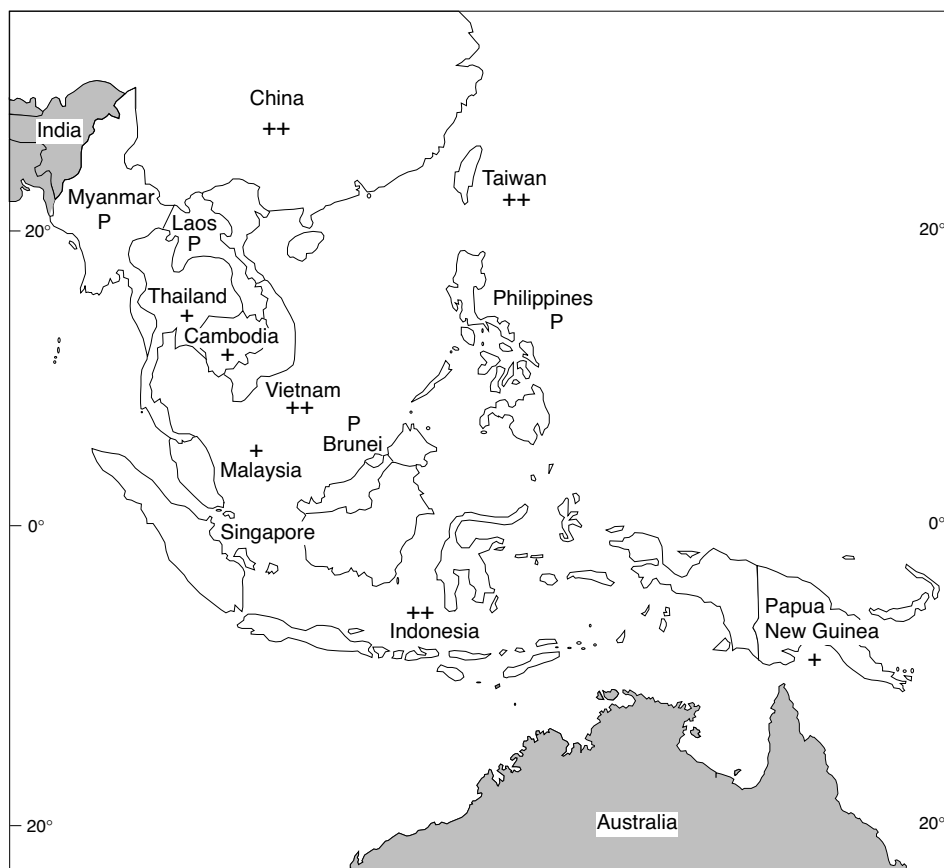 China
++
India
Taiwan
++
Myanmar
P
Laos
P
20°
20°
Thailand
+
Philippines
P
Cambodia
+
Vietnam
++
P
Brunei
+
Malaysia
Singapore
0°
0°
++
Indonesia
Papua
New Guinea
+
20°
20°
Australia